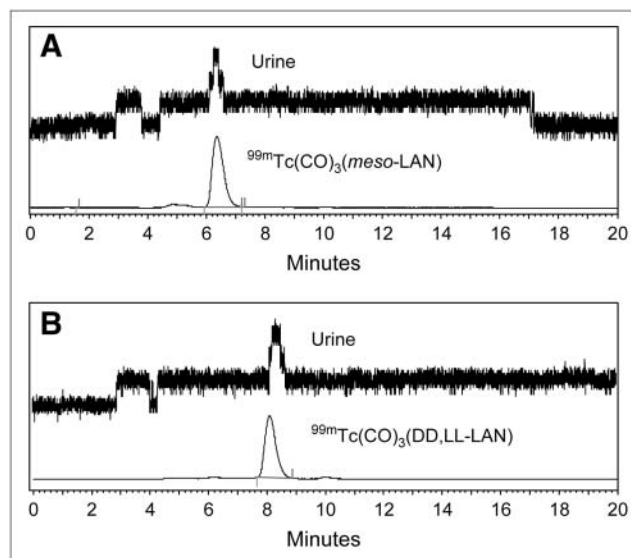 A
Urine
⁹⁹ᵐTc(CO)₃(meso-LAN)
0 2 4 6 8 10 12 14 16 18 20
Minutes
B
Urine
⁹⁹ᵐTc(CO)₃(DD,LL-LAN)
0 2 4 6 8 10 12 14 16 18 20
Minutes